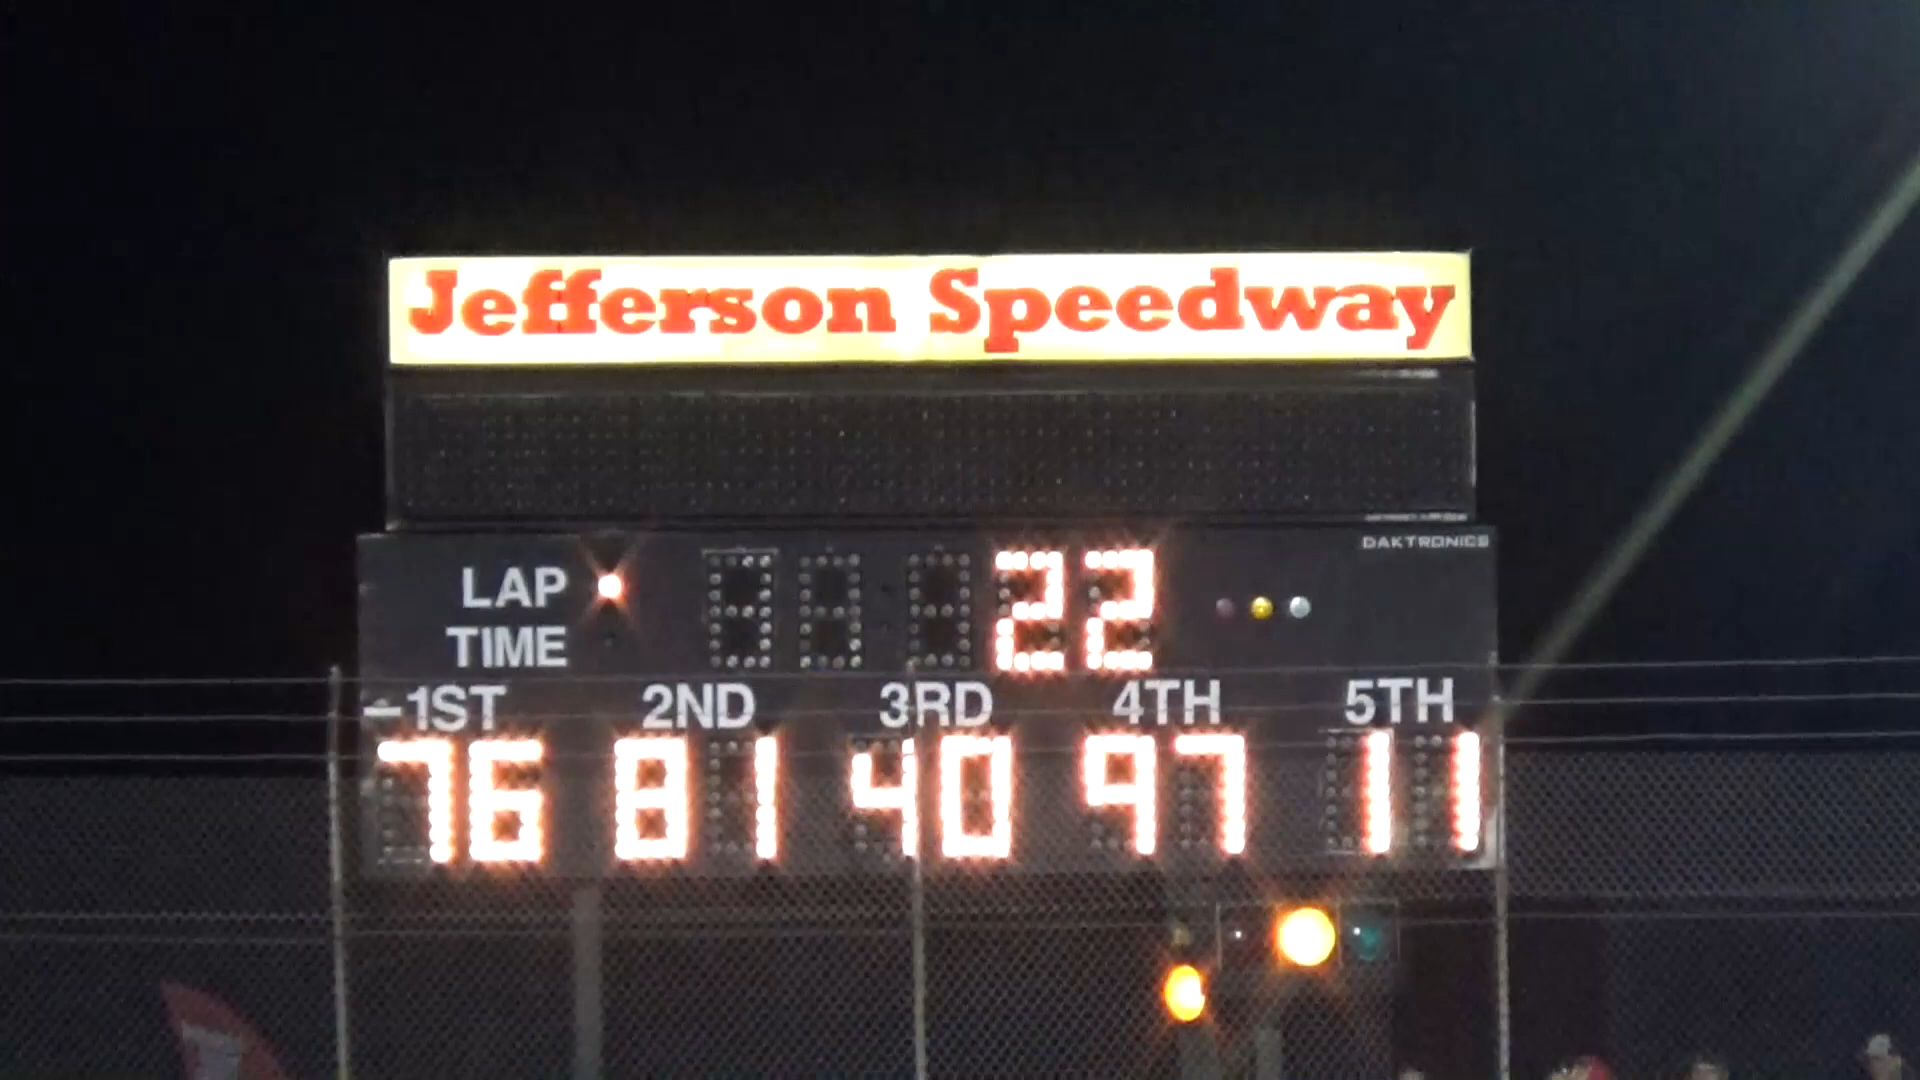 Jefferson Speedway
DAKTRONICS
LAP 22
TIME
1ST 2ND 3RD 4TH 5TH
76 81 40 97 11